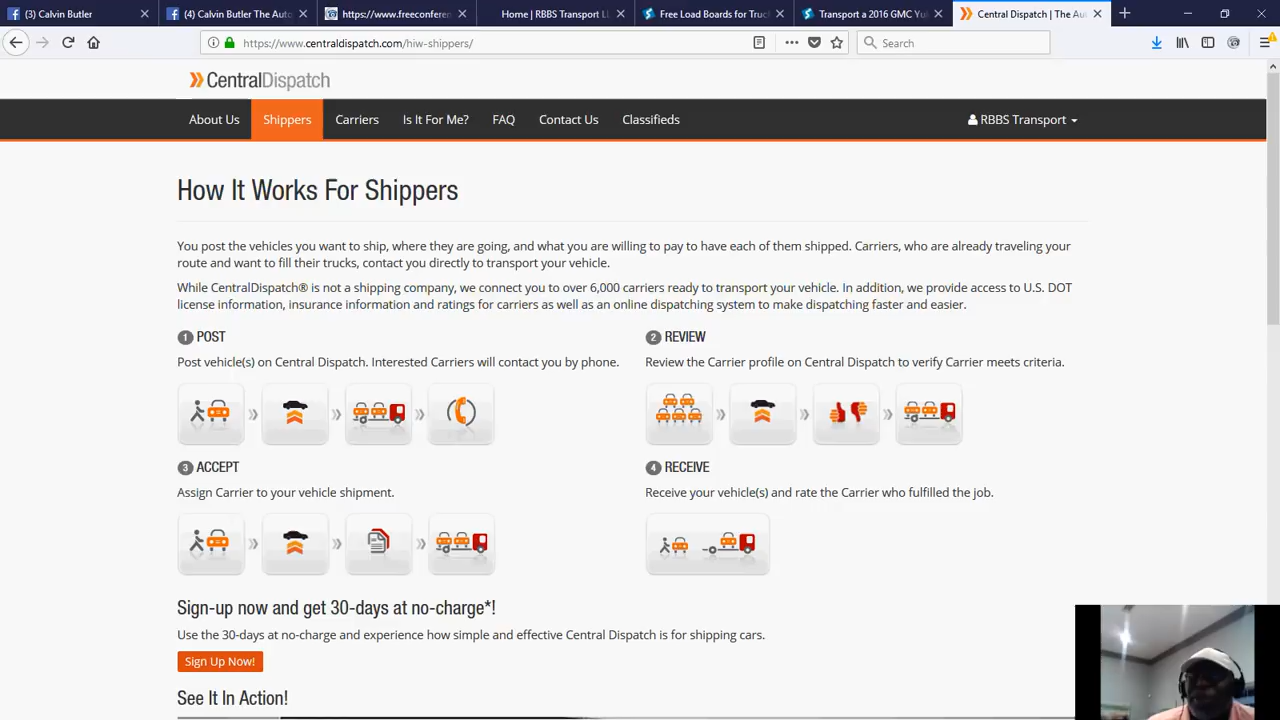 (3) Calvin Butler
(4) Calvin Butler The Auto
https://www.freeconferen
Home | RBBS Transport Ll
Free Load Boards for Truck
Transport a 2016 GMC Yuk
Central Dispatch | The Au
https://www.centraldispatch.com/hiw-shippers/
Search
CentralDispatch
About Us
Shippers
Carriers
Is It For Me?
FAQ
Contact Us
Classifieds
RBBS Transport
How It Works For Shippers
You post the vehicles you want to ship, where they are going, and what you are willing to pay to have each of them shipped. Carriers, who are already traveling your
route and want to fill their trucks, contact you directly to transport your vehicle.
While CentralDispatch® is not a shipping company, we connect you to over 6,000 carriers ready to transport your vehicle. In addition, we provide access to U.S. DOT
license information, insurance information and ratings for carriers as well as an online dispatching system to make dispatching faster and easier.
1 POST
Post vehicle(s) on Central Dispatch. Interested Carriers will contact you by phone.
2 REVIEW
Review the Carrier profile on Central Dispatch to verify Carrier meets criteria.
3 ACCEPT
Assign Carrier to your vehicle shipment.
4 RECEIVE
Receive your vehicle(s) and rate the Carrier who fulfilled the job.
Sign-up now and get 30-days at no-charge*!
Use the 30-days at no-charge and experience how simple and effective Central Dispatch is for shipping cars.
Sign Up Now!
See It In Action!